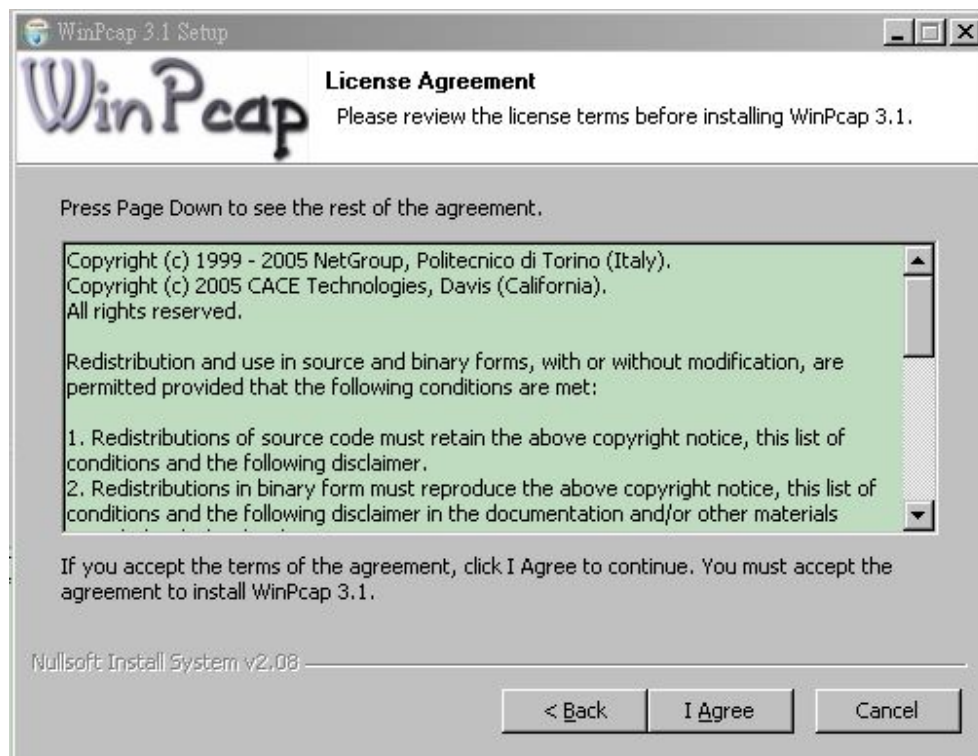 WinPcap 3.1 Setup
WinPcap
License Agreement
Please review the license terms before installing WinPcap 3.1.
Press Page Down to see the rest of the agreement.
Copyright (c) 1999 - 2005 NetGroup, Politecnico di Torino (Italy).
Copyright (c) 2005 CACE Technologies, Davis (California).
All rights reserved.
Redistribution and use in source and binary forms, with or without modification, are
permitted provided that the following conditions are met:
1. Redistributions of source code must retain the above copyright notice, this list of
conditions and the following disclaimer.
2. Redistributions in binary form must reproduce the above copyright notice, this list of
conditions and the following disclaimer in the documentation and/or other materials
If you accept the terms of the agreement, click I Agree to continue. You must accept the
agreement to install WinPcap 3.1.
Nullsoft Install System v2.08
< Back
I Agree
Cancel